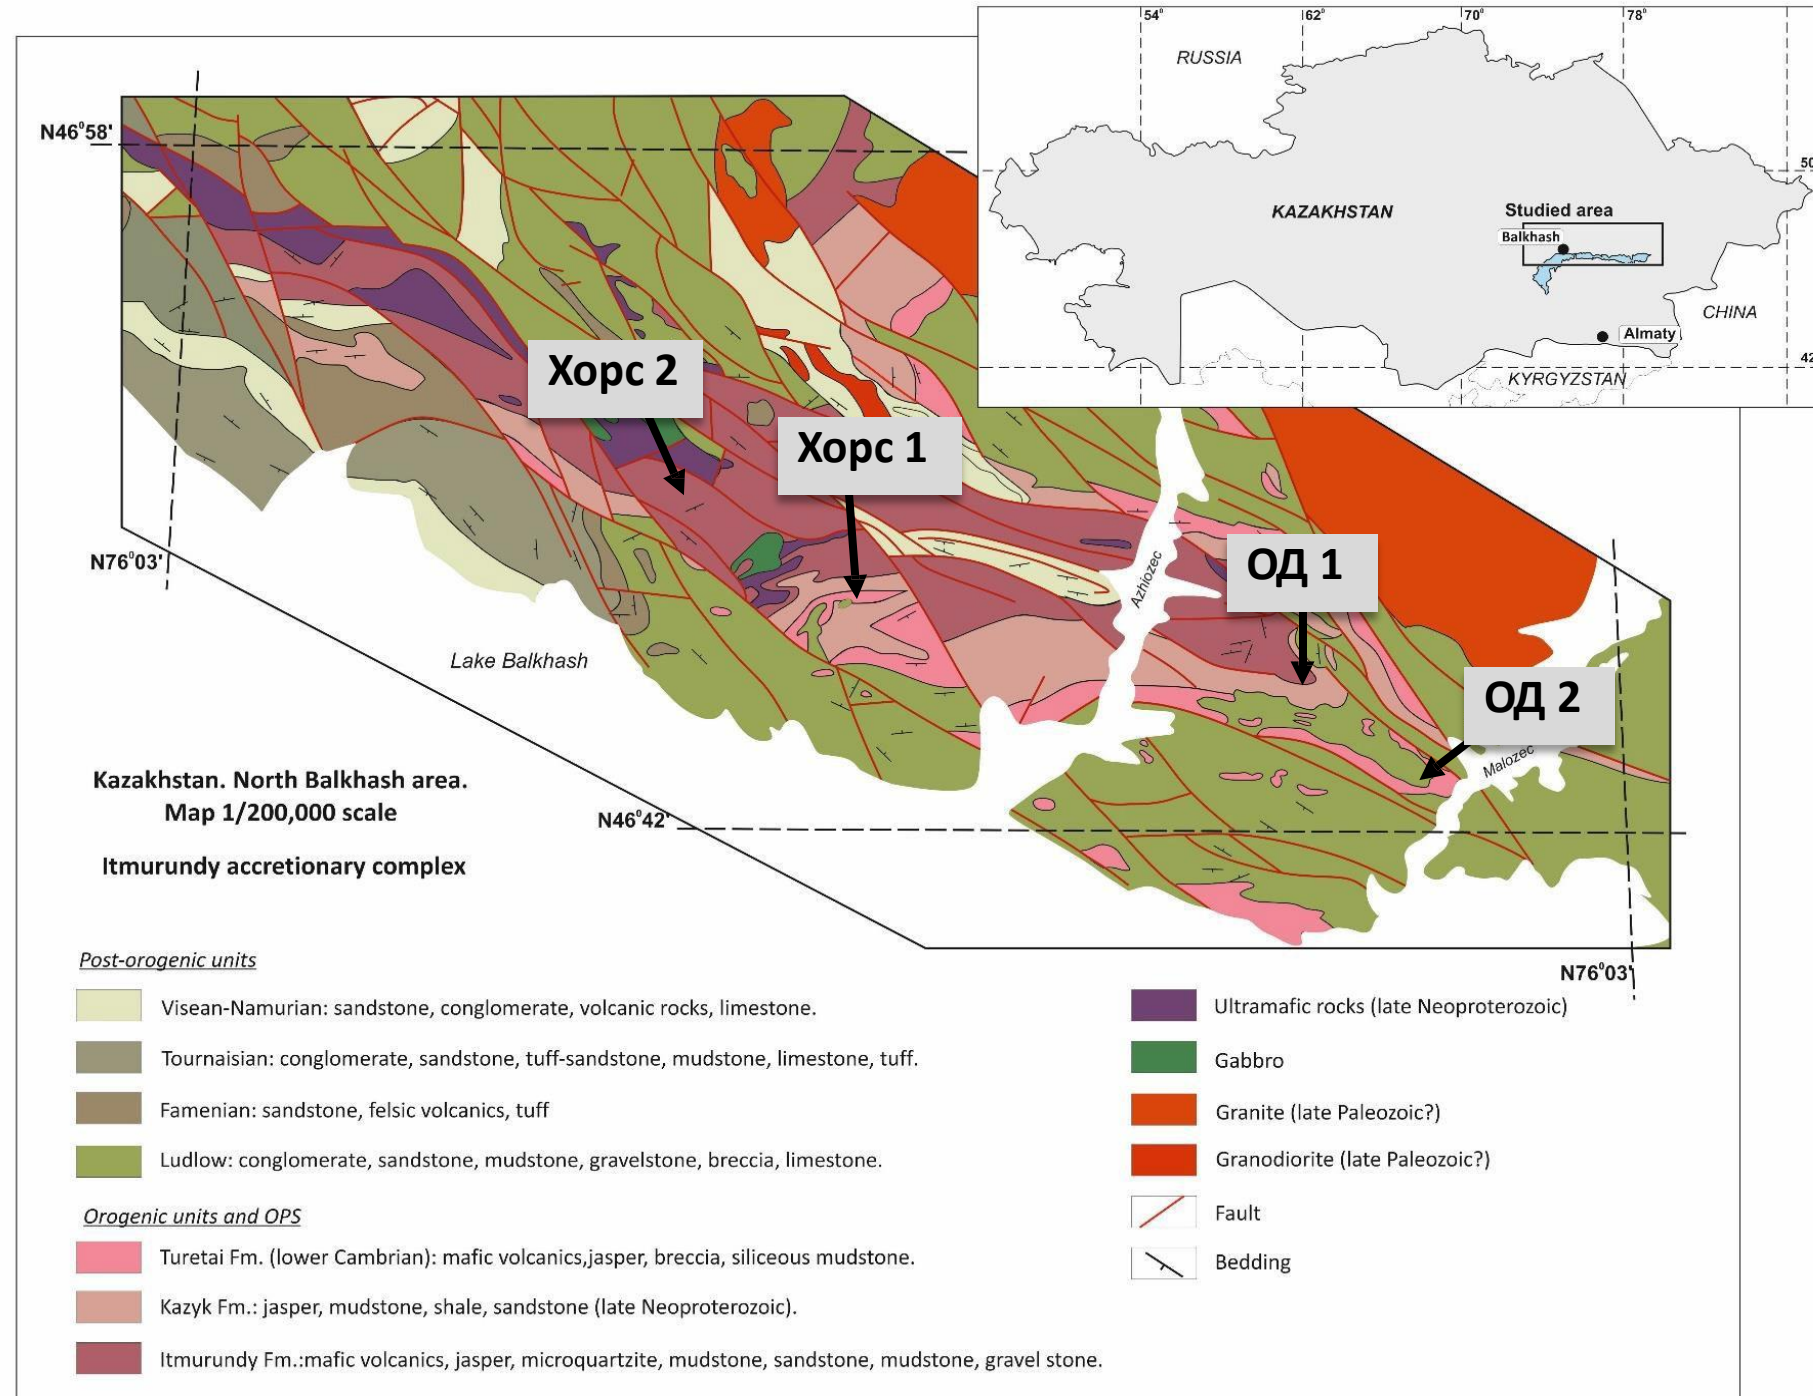 54°
62°
70°
78°
RUSSIA
50
KAZAKHSTAN
Studied area
Balkhash
CHINA
Almaty
42
KYRGYZSTAN
N46°58'
Хорс 2
Хорс 1
N76°03'
Azhiozec
ОД 1
Lake Balkhash
ОД 2
Malozec
Kazakhstan. North Balkhash area.
Map 1/200,000 scale
N46°42'
Itmurundy accretionary complex
N76°03'
Post-orogenic units
Visean-Namurian: sandstone, conglomerate, volcanic rocks, limestone.
Tournaisian: conglomerate, sandstone, tuff-sandstone, mudstone, limestone, tuff.
Famenian: sandstone, felsic volcanics, tuff
Ludlow: conglomerate, sandstone, mudstone, gravelstone, breccia, limestone.
Orogenic units and OPS
Turetai Fm. (lower Cambrian): mafic volcanics,jasper, breccia, siliceous mudstone.
Kazyk Fm.: jasper, mudstone, shale, sandstone (late Neoproterozoic).
Itmurundy Fm.:mafic volcanics, jasper, microquartzite, mudstone, sandstone, mudstone, gravel stone.
Ultramafic rocks (late Neoproterozoic)
Gabbro
Granite (late Paleozoic?)
Granodiorite (late Paleozoic?)
Fault
Bedding